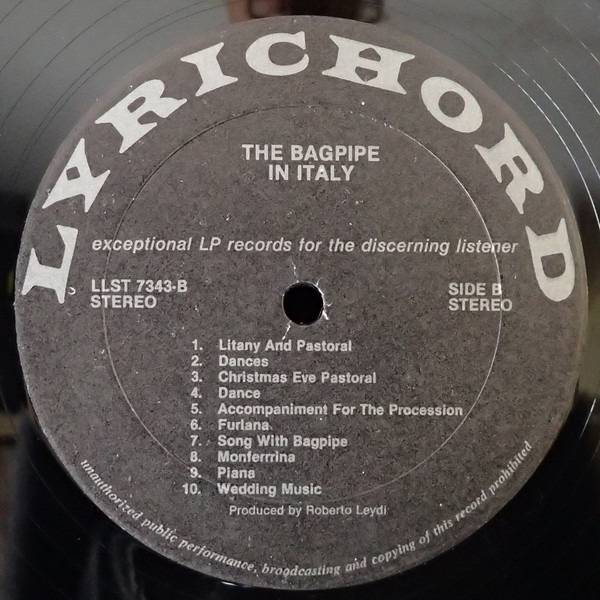 LYRICHORD
THE BAGPIPE
IN ITALY
exceptional LP records for the discerning listener
LLST 7343-B
STEREO
SIDE B
STEREO
1. Litany And Pastoral
2. Dances
3. Christmas Eve Pastoral
4. Dance
5. Accompaniment For The Procession
6. Furlana
7. Song With Bagpipe
8. Monferrrina
9. Piana
10. Wedding Music
Produced by Roberto Leydi
unauthorized public performance, broadcasting and copying of this record prohibited